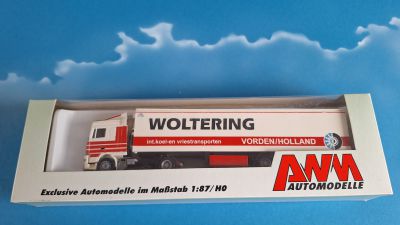 WOLTERING
int.koel-en vriestransporten
VORDEN/HOLLAND
AWM
AUTOMODELLE
Exclusive Automodelle im Maßstab 1:87/H0